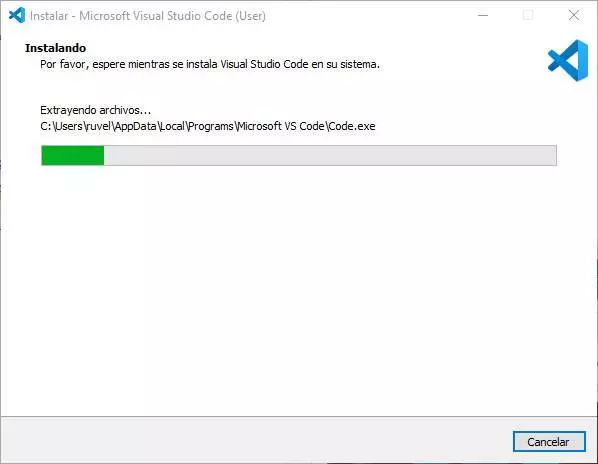 Instalar - Microsoft Visual Studio Code (User)
Instalando
Por favor, espere mientras se instala Visual Studio Code en su sistema.
Extrayendo archivos...
C:\Users\ruvel\AppData\Local\Programs\Microsoft VS Code\Code.exe
Cancelar